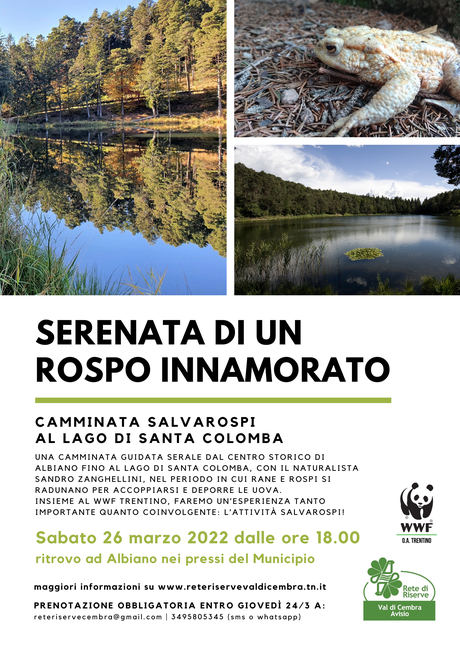 SERENATA DI UN
ROSPO INNAMORATO
CAMMINATA SALVAROSPI
AL LAGO DI SANTA COLOMBA
UNA CAMMINATA GUIDATA SERALE DAL CENTRO STORICO DI
ALBIANO FINO AL LAGO DI SANTA COLOMBA, CON IL NATURALISTA
SANDRO ZANGHELLINI, NEL PERIODO IN CUI RANE E ROSPI SI
RADUNANO PER ACCOPPIARSI E DEPORRE LE UOVA.
INSIEME AL WWF TRENTINO, FAREMO UN'ESPERIENZA TANTO
IMPORTANTE QUANTO COINVOLGENTE: L'ATTIVITÀ SALVAROSPI!
Sabato 26 marzo 2022 dalle ore 18.00
ritrovo ad Albiano nei pressi del Municipio
maggiori informazioni su www.reteriservevaldicembra.tn.it
PRENOTAZIONE OBBLIGATORIA ENTRO GIOVEDÌ 24/3 A:
reteriservecembra@gmail.com | 3495805345 (sms o whatsapp)
WWF
O.A. TRENTINO
Rete di
Riserve
Val di Cembra
Avisio